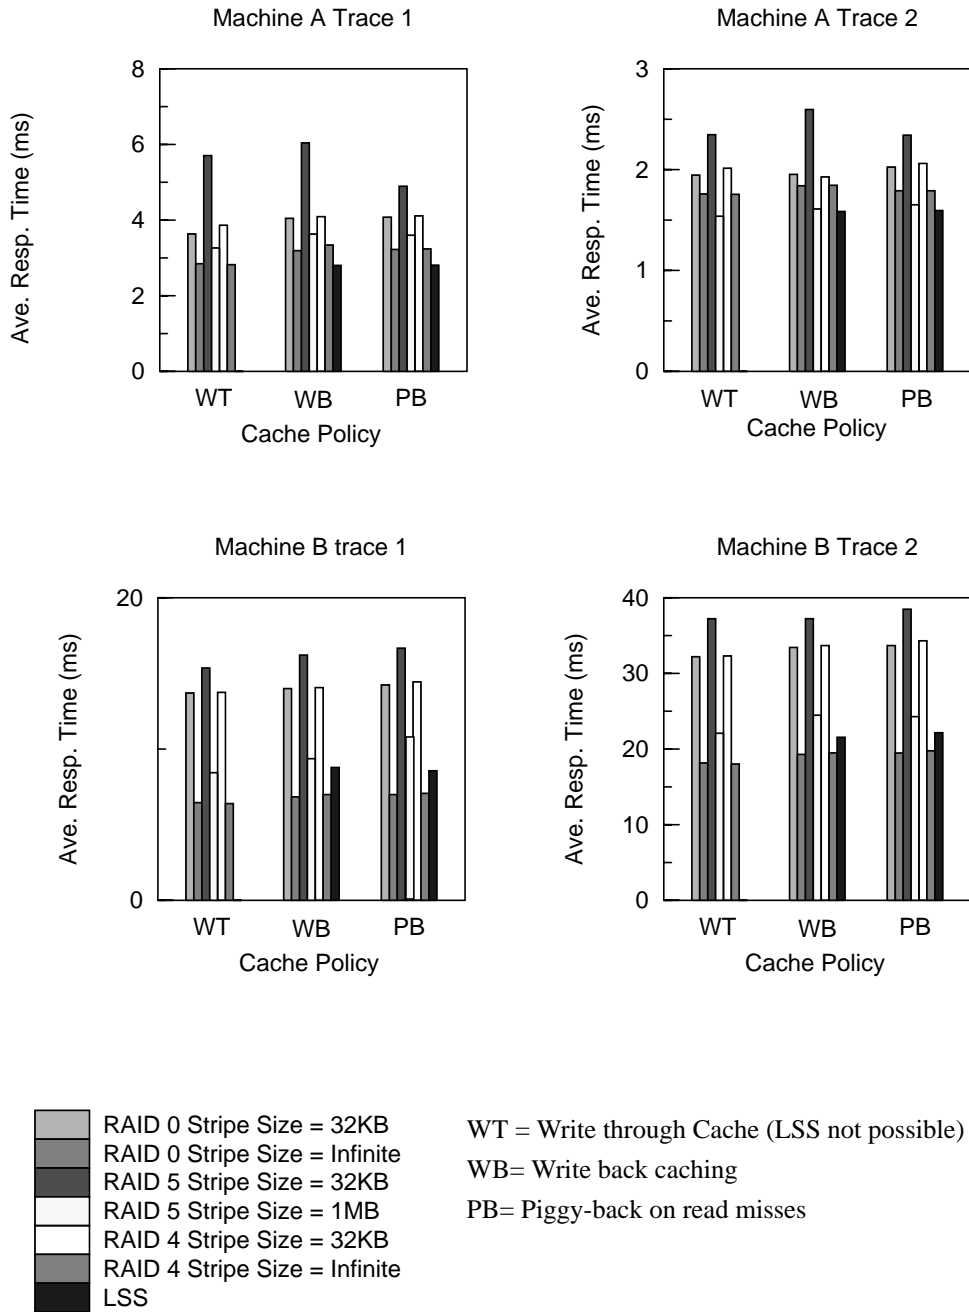 Machine A Trace 1
Machine A Trace 2
Ave. Resp. Time (ms)
8
6
4
2
0
WT
WB
PB
Cache Policy
Ave. Resp. Time (ms)
3
2
1
0
WT
WB
PB
Cache Policy
Machine B trace 1
Machine B Trace 2
Ave. Resp. Time (ms)
20
0
WT
WB
PB
Cache Policy
Ave. Resp. Time (ms)
40
30
20
10
0
WT
WB
PB
Cache Policy
RAID 0 Stripe Size = 32KB
RAID 0 Stripe Size = Infinite
RAID 5 Stripe Size = 32KB
RAID 5 Stripe Size = 1MB
RAID 4 Stripe Size = 32KB
RAID 4 Stripe Size = Infinite
LSS
WT = Write through Cache (LSS not possible)
WB= Write back caching
PB= Piggy-back on read misses